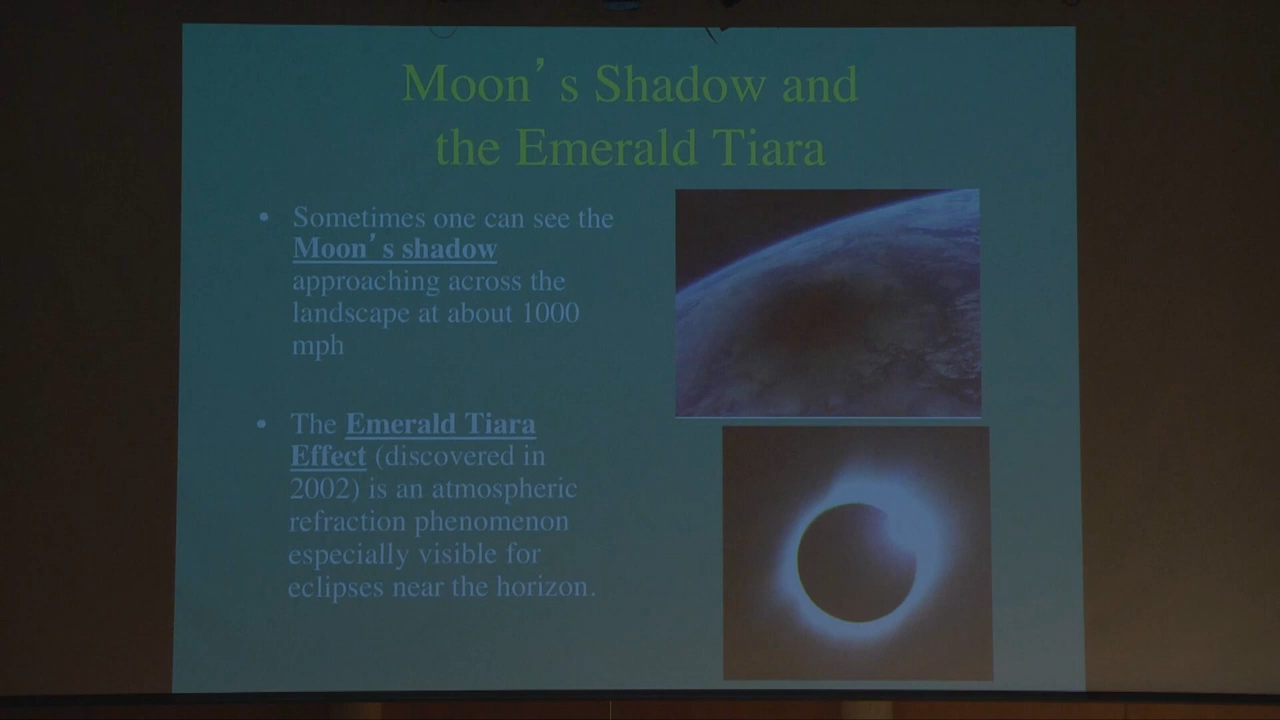 Moon's Shadow and
the Emerald Tiara
• Sometimes one can see the
Moon's shadow
approaching across the
landscape at about 1000
mph
• The Emerald Tiara
Effect (discovered in
2002) is an atmospheric
refraction phenomenon
especially visible for
eclipses near the horizon.